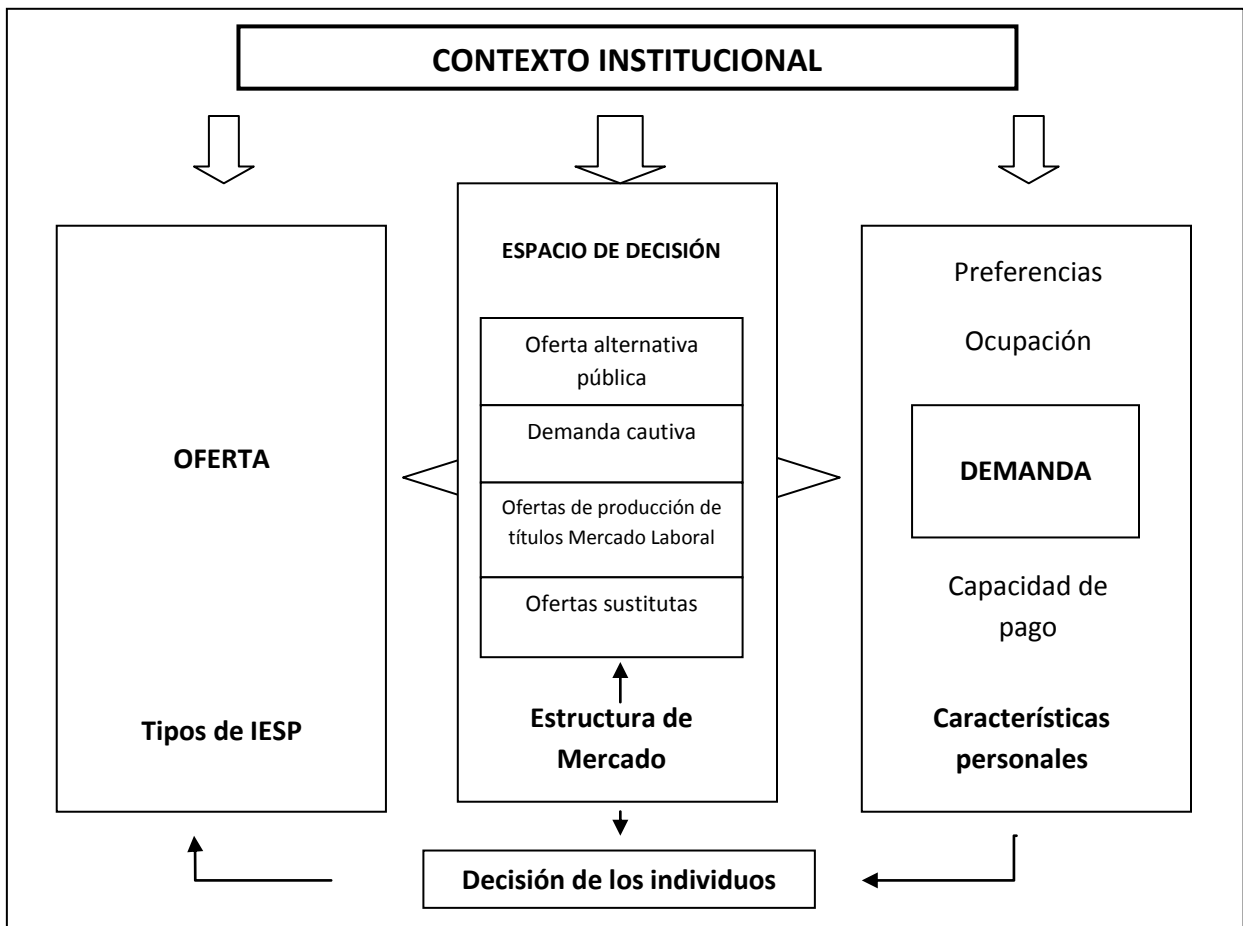 CONTEXTO INSTITUCIONAL
OFERTA
Tipos de IESP
ESPACIO DE DECISIÓN
Oferta alternativa
pública
Demanda cautiva
Ofertas de producción de
títulos Mercado Laboral
Ofertas sustitutas
Estructura de
Mercado
Preferencias
Ocupación
DEMANDA
Capacidad de
pago
Características
personales
Decisión de los individuos